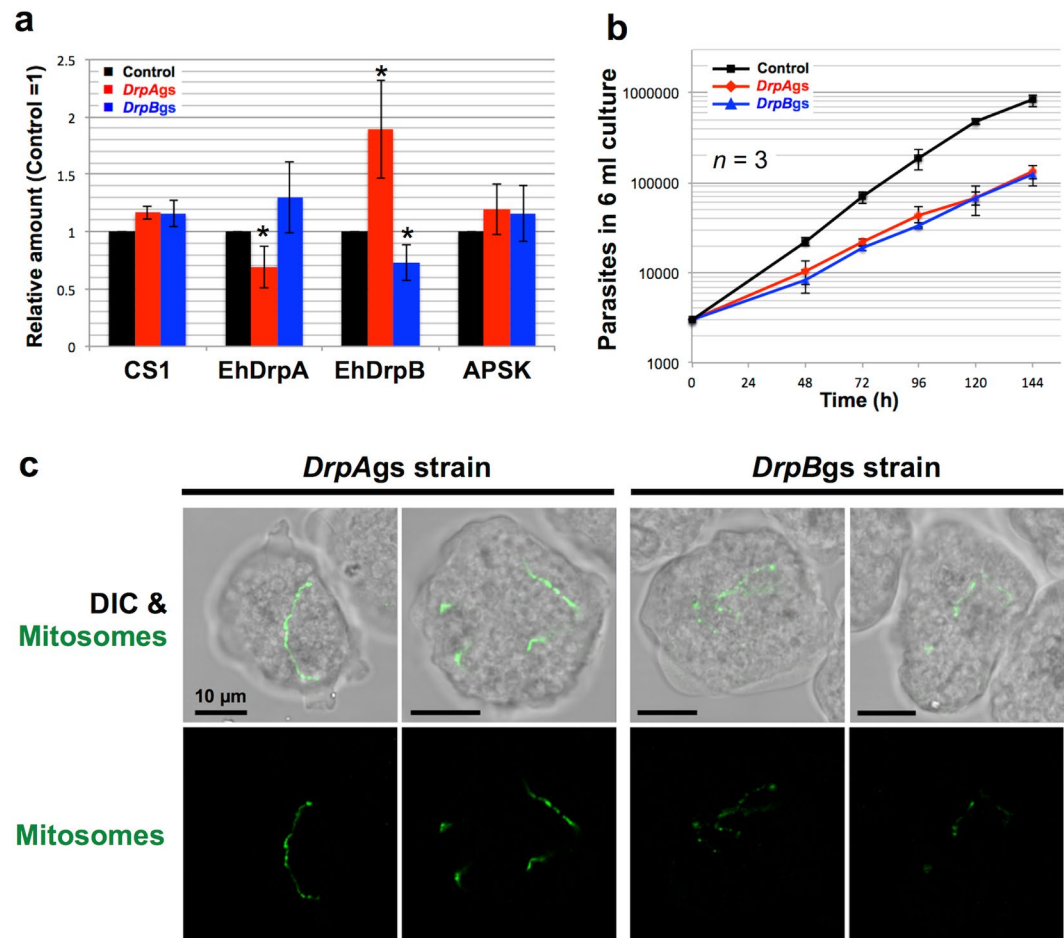 a
Relative amount (Control =1)
2.5
2
1.5
1
0.5
0
Control
DrpAgs
DrpBgs
*
*
*
CS1 EhDrpA EhDrpB APSK
b
Parasites in 6 ml culture
1000000
100000
10000
1000
Control
DrpAgs
DrpBgs
n = 3
0 24 48 72 96 120 144
Time (h)
c
DrpAgs strain DrpBgs strain
DIC &
Mitosomes
10 µm
Mitosomes